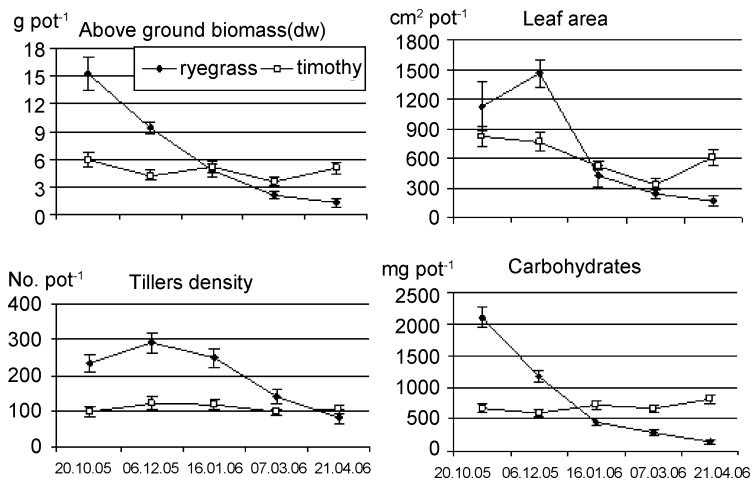 g pot-1
Above ground biomass(dw)
18
15
12
9
6
3
0
ryegrass
timothy
cm2 pot-1
Leaf area
1800
1500
1200
900
600
300
0
No. pot-1
Tillers density
400
300
200
100
0
20.10.05 06.12.05 16.01.06 07.03.06 21.04.06
mg pot-1
Carbohydrates
2500
2000
1500
1000
500
0
20.10.05 06.12.05 16.01.06 07.03.06 21.04.06